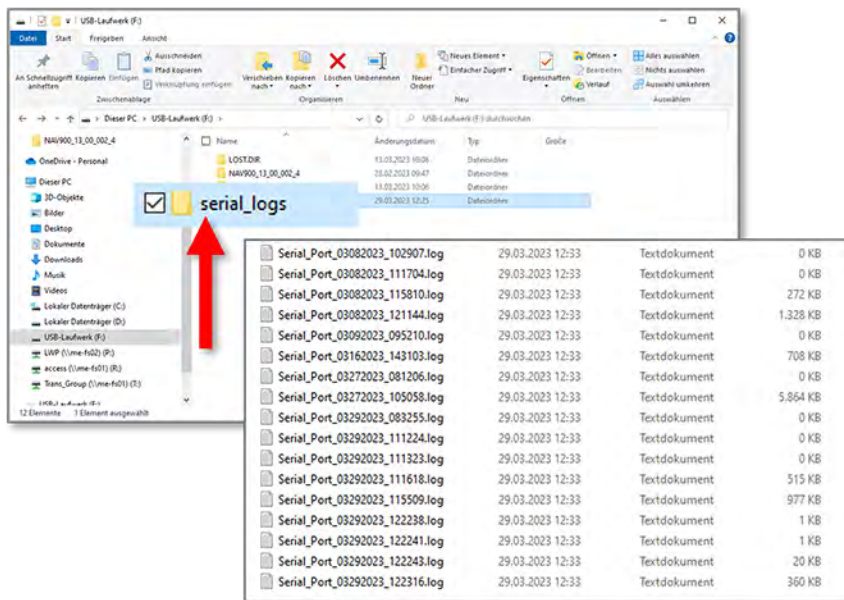 USB-Laufwerk (F:)
Datei Start Freigeben Ansicht
An Schnellzugriff anheften Kopieren Einfügen
Ausschneiden
Pfad kopieren
Verknüpfung einfügen
Verschieben nach Kopieren nach Löschen Umbenennen
Neuer Ordner
Neues Element
Einfacher Zugriff
Eigenschaften
Öffnen
Bearbeiten
Verlauf
Alles auswählen
Nichts auswählen
Auswahl umkehren
Zwischenablage Organisieren Neu Öffnen Auswählen
Dieser PC > USB-Laufwerk (F:) >
USB-Laufwerk (F:) durchsuchen
Name Änderungsdatum Typ Größe
NAV900_13_00_002_4
OneDrive - Personal
Dieser PC
3D-Objekte
Bilder
Desktop
Dokumente
Downloads
Musik
Videos
Lokaler Datenträger (C:)
Lokaler Datenträger (D:)
USB-Laufwerk (F:)
LWP (\\me-fs02) (P:)
access (\\me-fs01) (R:)
Trans_Group (\\me-fs01) (T:)
USB-Laufwerk (F:)
12 Elemente 1 Element ausgewählt
LOST.DIR 13.03.2023 10:06 Dateiordner
NAV900_13_00_002_4 23.02.2023 09:47 Dateiordner
13.03.2023 10:06 Dateiordner
29.03.2023 12:25 Dateiordner
serial_logs
Serial_Port_03082023_102907.log 29.03.2023 12:33 Textdokument 0 KB
Serial_Port_03082023_111704.log 29.03.2023 12:33 Textdokument 0 KB
Serial_Port_03082023_115810.log 29.03.2023 12:33 Textdokument 272 KB
Serial_Port_03082023_121144.log 29.03.2023 12:33 Textdokument 1.328 KB
Serial_Port_03092023_095210.log 29.03.2023 12:33 Textdokument 0 KB
Serial_Port_03162023_143103.log 29.03.2023 12:33 Textdokument 708 KB
Serial_Port_03272023_081206.log 29.03.2023 12:33 Textdokument 0 KB
Serial_Port_03272023_105058.log 29.03.2023 12:33 Textdokument 5.864 KB
Serial_Port_03292023_083255.log 29.03.2023 12:33 Textdokument 0 KB
Serial_Port_03292023_111224.log 29.03.2023 12:33 Textdokument 0 KB
Serial_Port_03292023_111323.log 29.03.2023 12:33 Textdokument 0 KB
Serial_Port_03292023_111618.log 29.03.2023 12:33 Textdokument 515 KB
Serial_Port_03292023_115509.log 29.03.2023 12:33 Textdokument 977 KB
Serial_Port_03292023_122238.log 29.03.2023 12:33 Textdokument 1 KB
Serial_Port_03292023_122241.log 29.03.2023 12:33 Textdokument 1 KB
Serial_Port_03292023_122243.log 29.03.2023 12:33 Textdokument 20 KB
Serial_Port_03292023_122316.log 29.03.2023 12:33 Textdokument 360 KB